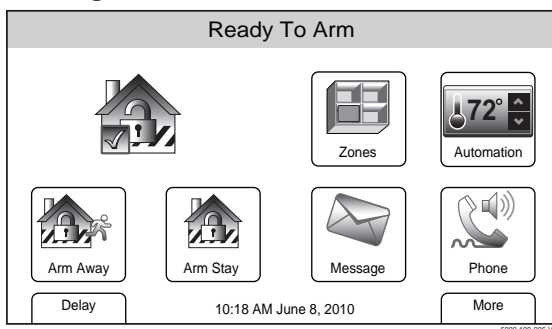 Ready To Arm
72°
Zones
Automation
Arm Away
Arm Stay
Message
Phone
Delay
10:18 AM June 8, 2010
More